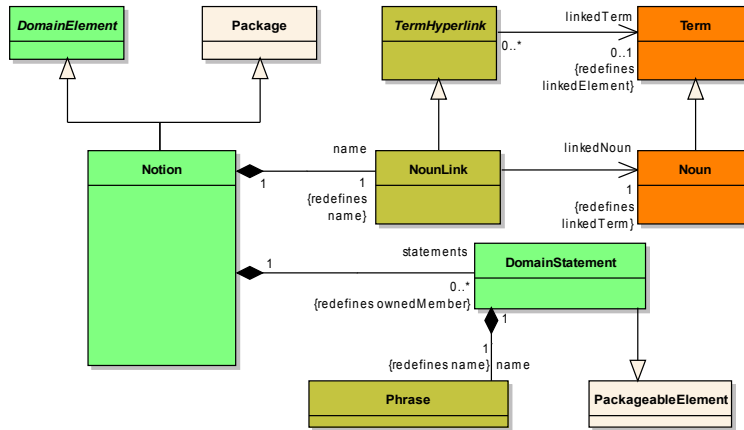 DomainElement
Package
TermHyperlink
linkedTerm
Term
0..*
0..1
{redefines
linkedElement}
Notion
name
1
1
{redefines
name}
NounLink
linkedNoun
Noun
1
{redefines
linkedTerm}
1
statements
0..*
{redefines ownedMember}
DomainStatement
1
1
{redefines name} name
Phrase
PackageableElement